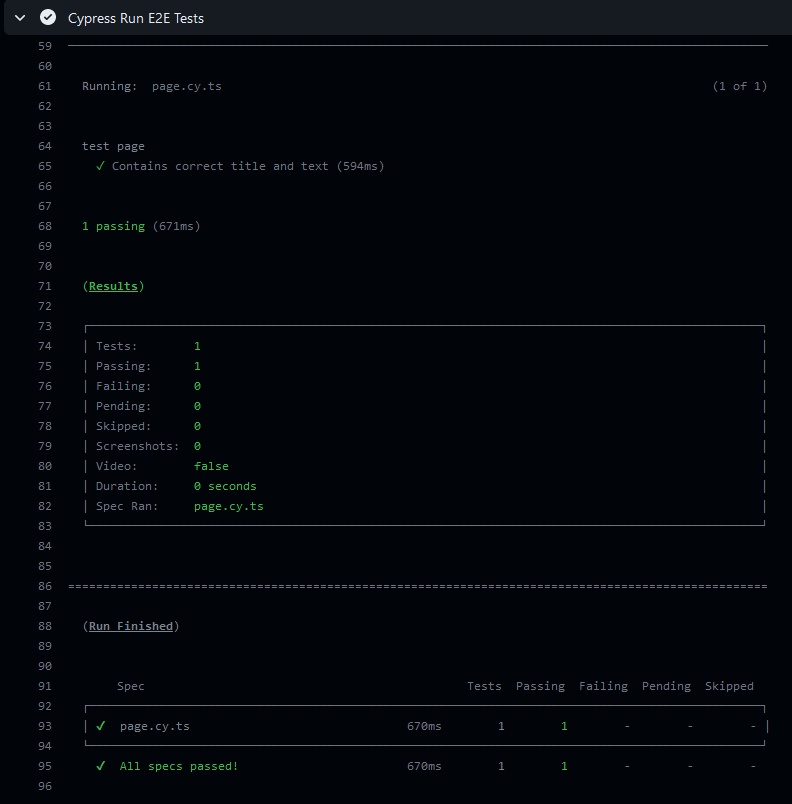 Cypress Run E2E Tests
59
60
61 Running: page.cy.ts (1 of 1)
62
63
64 test page
65 ✓ Contains correct title and text (594ms)
66
67
68 1 passing (671ms)
69
70
71 (Results)
72
73
74 Tests: 1
75 Passing: 1
76 Failing: 0
77 Pending: 0
78 Skipped: 0
79 Screenshots: 0
80 Video: false
81 Duration: 0 seconds
82 Spec Ran: page.cy.ts
83
84
85
86 ====================================================================================================
87
88 (Run Finished)
89
90
91 Spec Tests Passing Failing Pending Skipped
92
93 ✓ page.cy.ts 670ms 1 1 - - -
94
95 ✓ All specs passed! 670ms 1 1 - - -
96